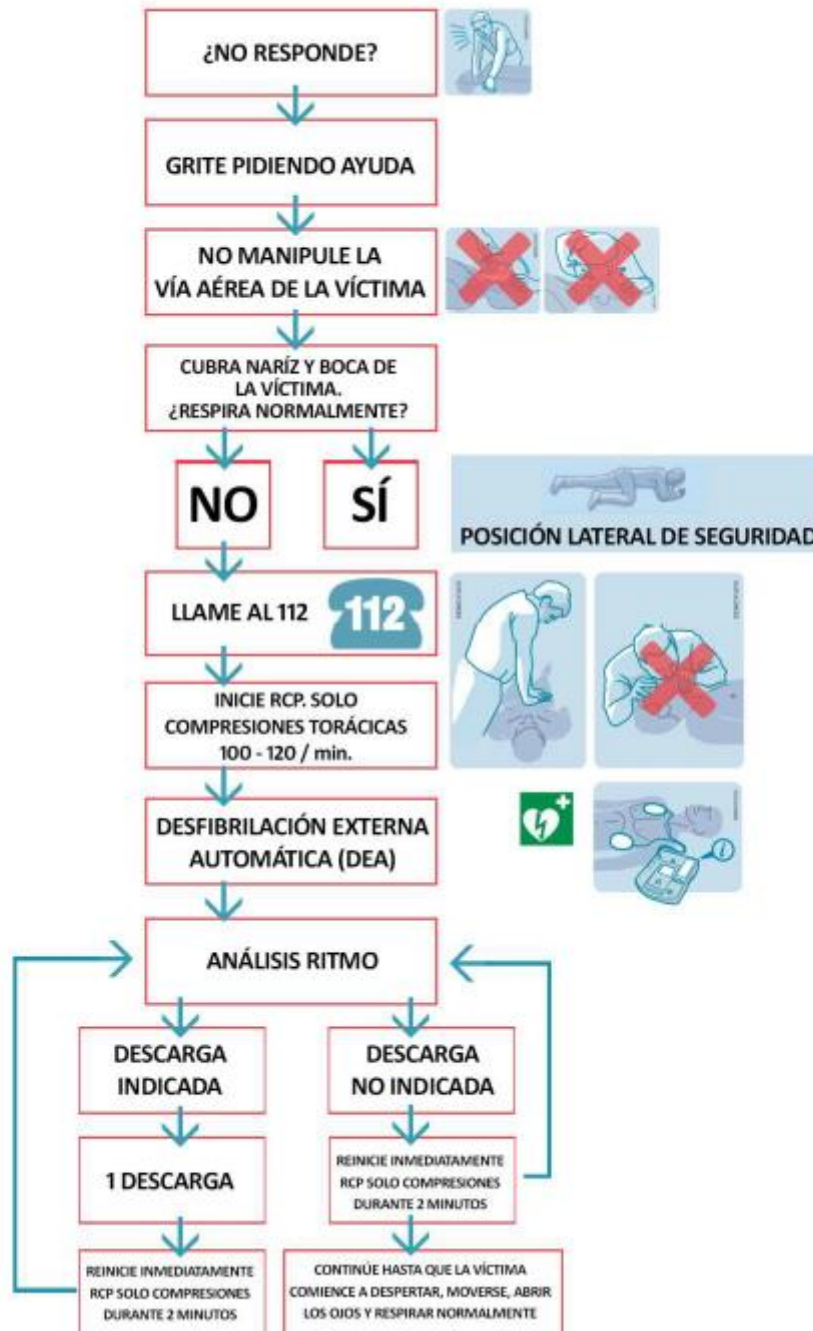 ¿NO RESPONDE?
GRITE PIDIENDO AYUDA
NO MANIPULE LA
VÍA AÉREA DE LA VÍCTIMA
CUBRA NARÍZ Y BOCA DE
LA VÍCTIMA.
¿RESPIRA NORMALMENTE?
NO
SÍ
POSICIÓN LATERAL DE SEGURIDAD
LLAME AL 112
112
INICIE RCP. SOLO
COMPRESIONES TORÁCICAS
100 - 120 / min.
DESFIBRILACIÓN EXTERNA
AUTOMÁTICA (DEA)
ANÁLISIS RITMO
DESCARGA
INDICADA
DESCARGA
NO INDICADA
1 DESCARGA
REINICIE INMEDIATAMENTE
RCP SOLO COMPRESIONES
DURANTE 2 MINUTOS
REINICIE INMEDIATAMENTE
RCP SOLO COMPRESIONES
DURANTE 2 MINUTOS
CONTINÚE HASTA QUE LA VÍCTIMA
COMIENCE A DESPERTAR, MOVERSE, ABRIR
LOS OJOS Y RESPIRAR NORMALMENTE